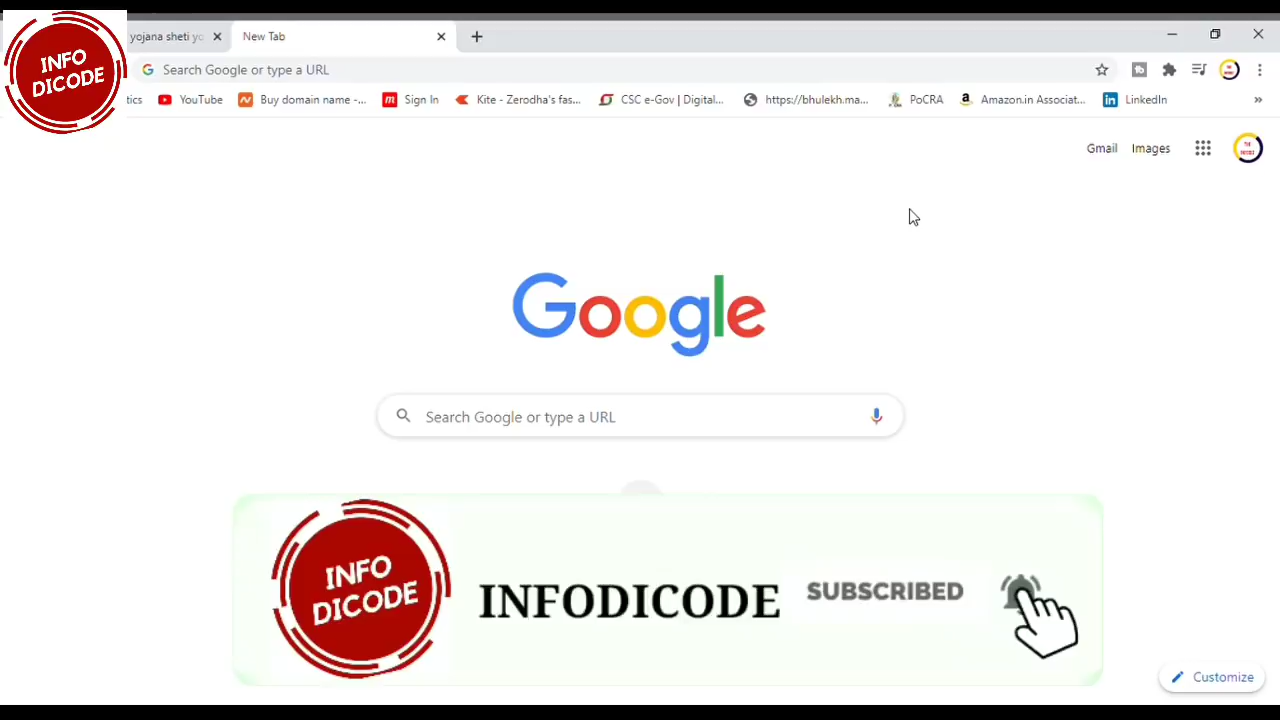 INFO
DICODE
yojana sheti yo
New Tab
Search Google or type a URL
tics
YouTube
Buy domain name -...
Sign In
Kite - Zerodha's fas...
CSC e-Gov | Digital...
https://bhulekh.ma...
PoCRA
Amazon.in Associat...
LinkedIn
Gmail
Images
Google
Search Google or type a URL
INFO
DICODE
INFODICODE
SUBSCRIBED
Customize